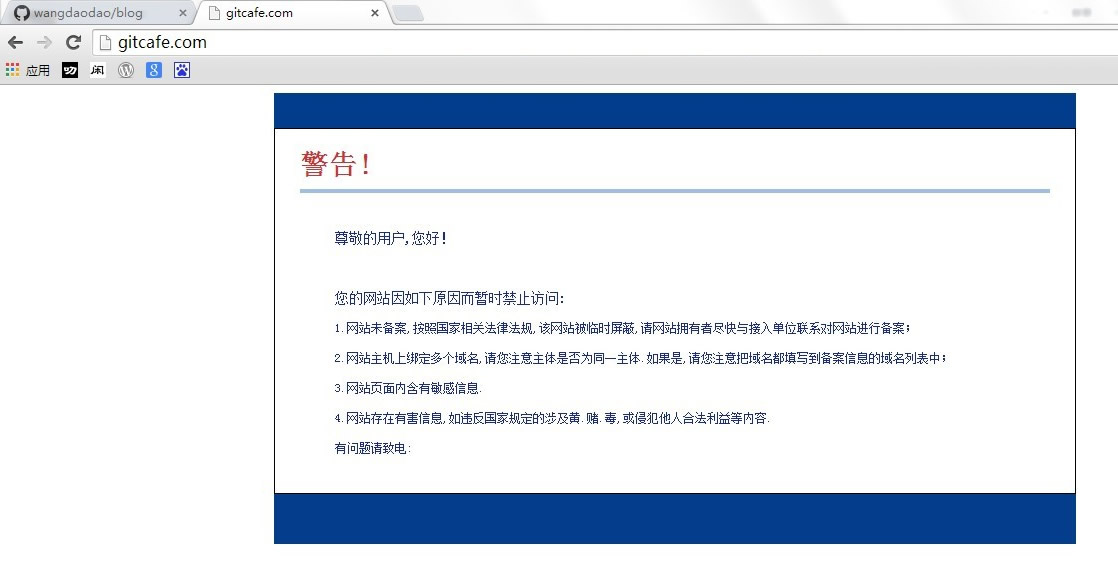 wangdaodao/blog
gitcafe.com
gitcafe.com
应用
闲
警告!
尊敬的用户,您好!
您的网站因如下原因而暂时禁止访问:
1.网站未备案,按照国家相关法律法规,该网站被临时屏蔽,请网站拥有者尽快与接入单位联系对网站进行备案;
2.网站主机上绑定多个域名,请您注意主体是否为同一主体.如果是,请您注意把域名都填写到备案信息的域名列表中;
3.网站页面内含有敏感信息.
4.网站存在有害信息,如违反国家规定的涉及黄.赌.毒,或侵犯他人合法利益等内容.
有问题请致电: